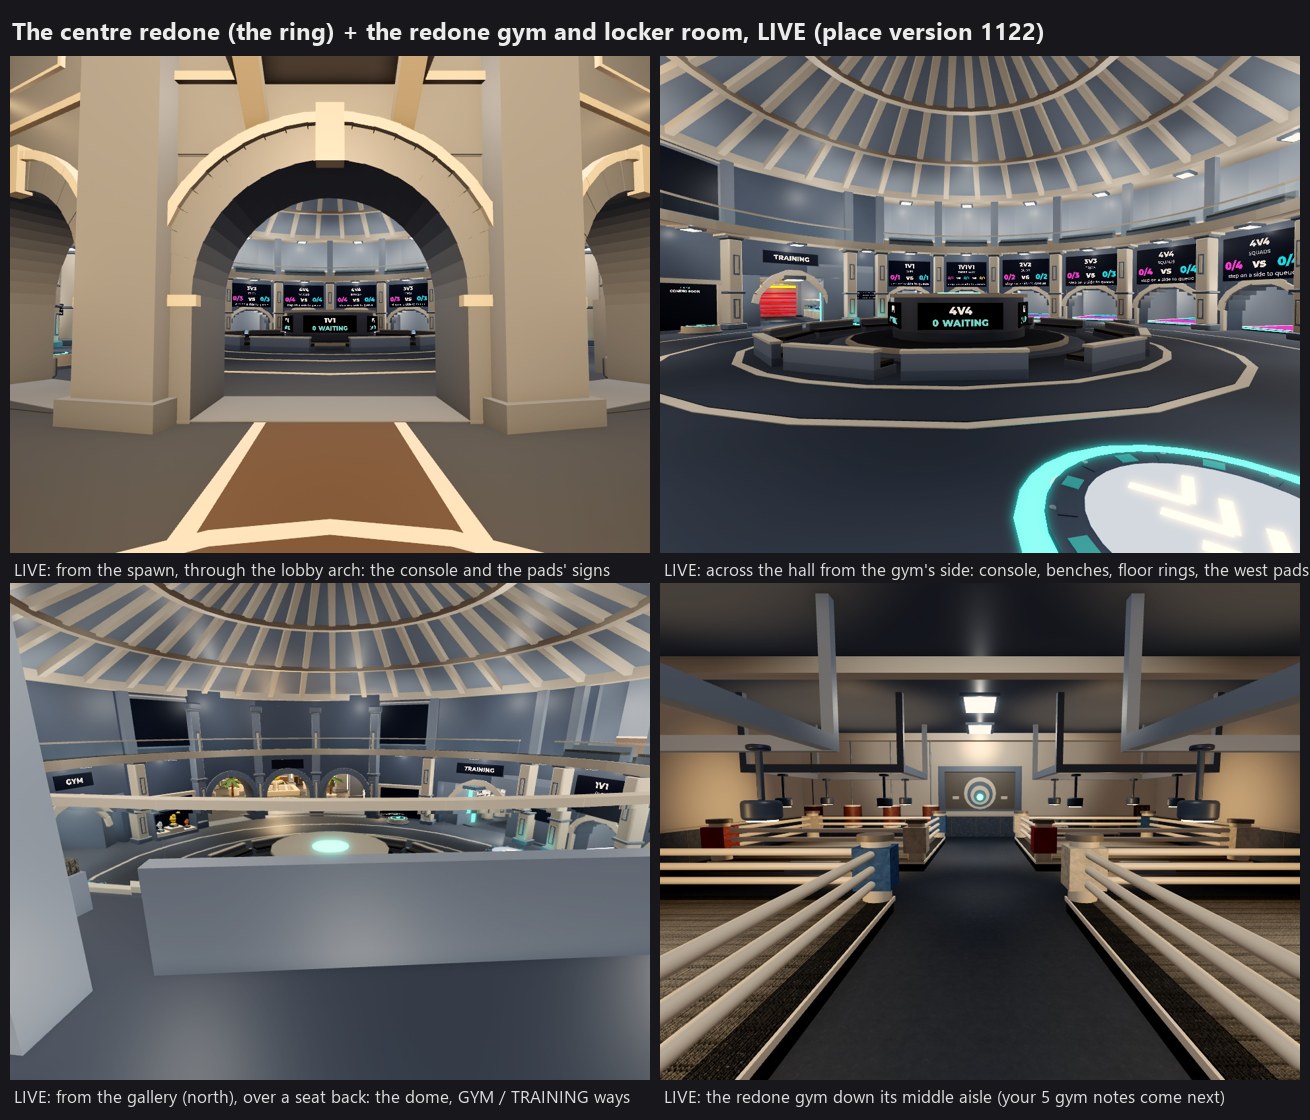 The centre redone (the ring) + the redone gym and locker room, LIVE (place version 1122)
1V1
0 WAITING
LIVE: from the spawn, through the lobby arch: the console and the pads' signs
TRAINING
1V1
1V1V1
2V2
3V3
4V4
4V4
SQUADS
0/4 VS 0/4
step on a side to queue
4V4
0 WAITING
LIVE: across the hall from the gym's side: console, benches, floor rings, the west pads
GYM
TRAINING
1V1
LIVE: from the gallery (north), over a seat back: the dome, GYM / TRAINING ways
LIVE: the redone gym down its middle aisle (your 5 gym notes come next)